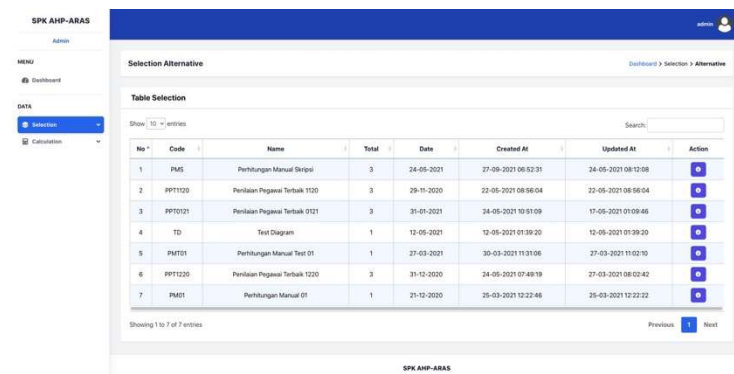 SPK AHP-ARAS
admin
Admin
MENU
Dashboard
DATA
Selection
Calculation
Selection Alternative
Dashboard > Selection > Alternative
Table Selection
Show 10 entries
Search:
No Code Name Total Date Created At Updated At Action
1 PMS Perhitungan Manual Skripsi 3 24-05-2021 27-09-2021 06:52:31 24-05-2021 08:12:08
2 PPT1120 Penilaian Pegawai Terbaik 1120 3 29-11-2020 22-05-2021 08:56:04 22-05-2021 08:56:04
3 PPT0121 Penilaian Pegawai Terbaik 0121 3 31-01-2021 24-05-2021 10:51:09 17-05-2021 01:09:46
4 TD Test Diagram 1 12-05-2021 12-05-2021 01:39:20 12-05-2021 01:39:20
5 PMT01 Perhitungan Manual Test 01 1 27-03-2021 30-03-2021 11:31:06 27-03-2021 11:02:10
6 PPT1220 Penilaian Pegawai Terbaik 1220 3 31-12-2020 24-05-2021 07:49:19 27-03-2021 08:02:42
7 PM01 Perhitungan Manual 01 1 21-12-2020 25-03-2021 12:22:46 25-03-2021 12:22:22
Showing 1 to 7 of 7 entries
Previous 1 Next
SPK AHP-ARAS